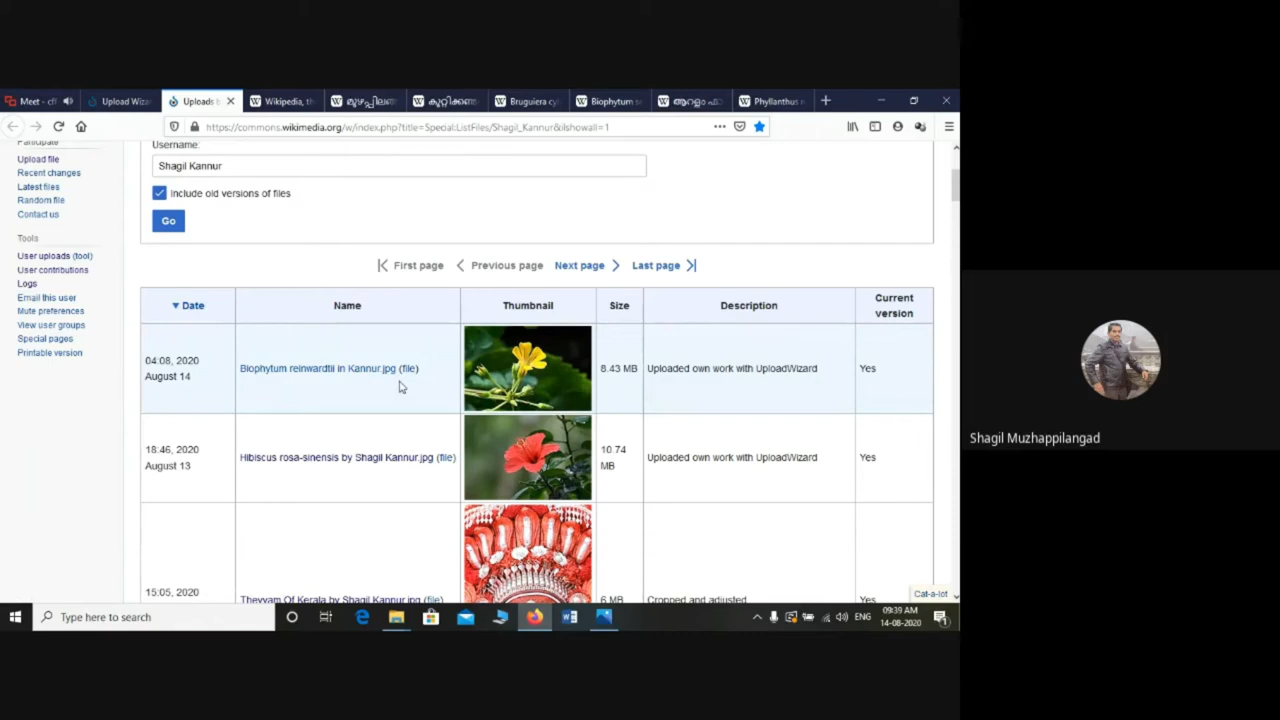 Meet - cff
Upload Wiza
Uploads b
Wikipedia, th
മുഴപ്പിലങ്ങ
കുറ്റിക്കണ്ട
Bruguiera cy
Biophytum s
ആറളം ഫാ
Phyllanthus n
https://commons.wikimedia.org/w/index.php?title=Special:ListFiles/Shagil_Kannur&ilshowall=1
Participate
Upload file
Recent changes
Latest files
Random file
Contact us
Tools
User uploads (tool)
User contributions
Logs
Email this user
Mute preferences
View user groups
Special pages
Printable version
Username:
Shagil Kannur
Include old versions of files
Go
First page Previous page Next page Last page
Date Name Thumbnail Size Description Current version
04:08, 2020 August 14
Biophytum reinwardtii in Kannur.jpg (file)
8.43 MB
Uploaded own work with UploadWizard
Yes
18:46, 2020 August 13
Hibiscus rosa-sinensis by Shagil Kannur.jpg (file)
10.74 MB
Uploaded own work with UploadWizard
Yes
15:05, 2020
Theyyam Of Kerala by Shagil Kannur.jpg (file)
6 MB
Cropped and adjusted
Yes
Cat-a-lot
Type here to search
ENG
09:39 AM
14-08-2020
Shagil Muzhappilangad